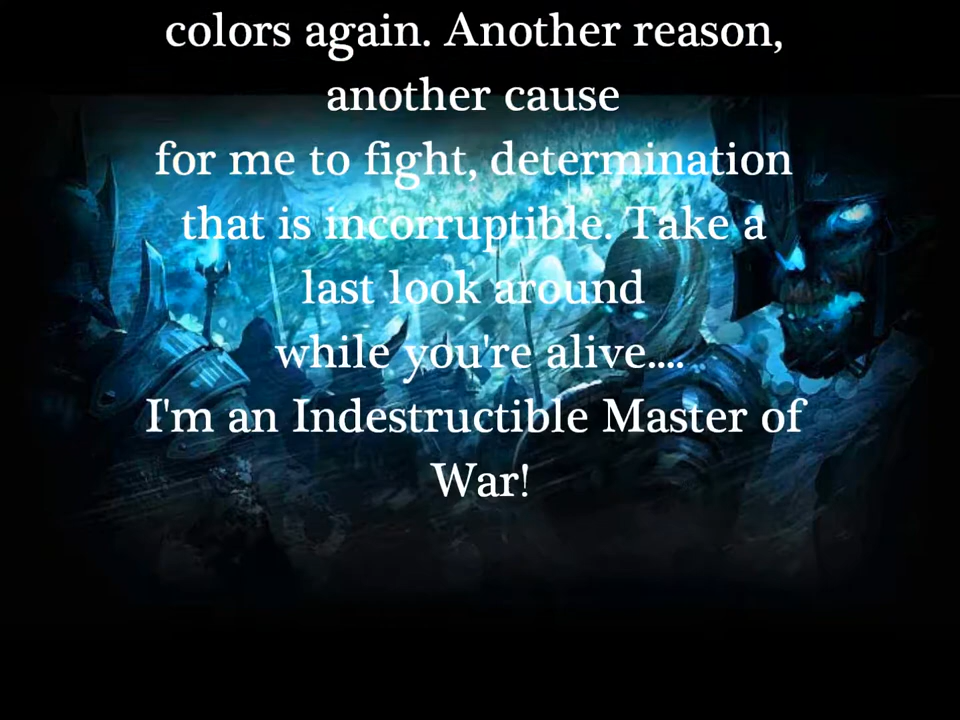 colors again. Another reason,
another cause
for me to fight, determination
that is incorruptible. Take a
last look around
while you're alive....
I'm an Indestructible Master of
War!